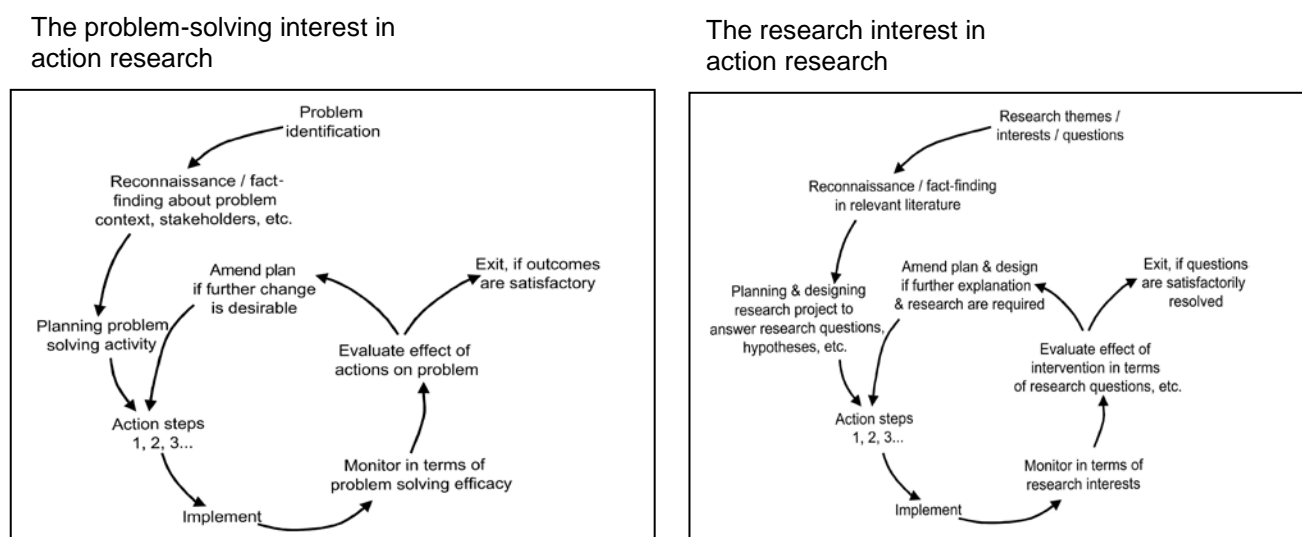 The problem-solving interest in
action research
Problem
identification
Reconnaissance / fact-
finding about problem
context, stakeholders, etc.
Amend plan
if further change
is desirable
Exit, if outcomes
are satisfactory
Planning problem
solving activity
Evaluate effect of
actions on problem
Action steps
1, 2, 3...
Monitor in terms of
problem solving efficacy
Implement
The research interest in
action research
Research themes /
interests / questions
Reconnaissance / fact-finding
in relevant literature
Amend plan & design
if further explanation
& research are required
Exit, if questions
are satisfactorily
resolved
Planning & designing
research project to
answer research questions,
hypotheses, etc.
Evaluate effect of
intervention in terms
of research questions, etc.
Action steps
1, 2, 3...
Monitor in terms of
research interests
Implement